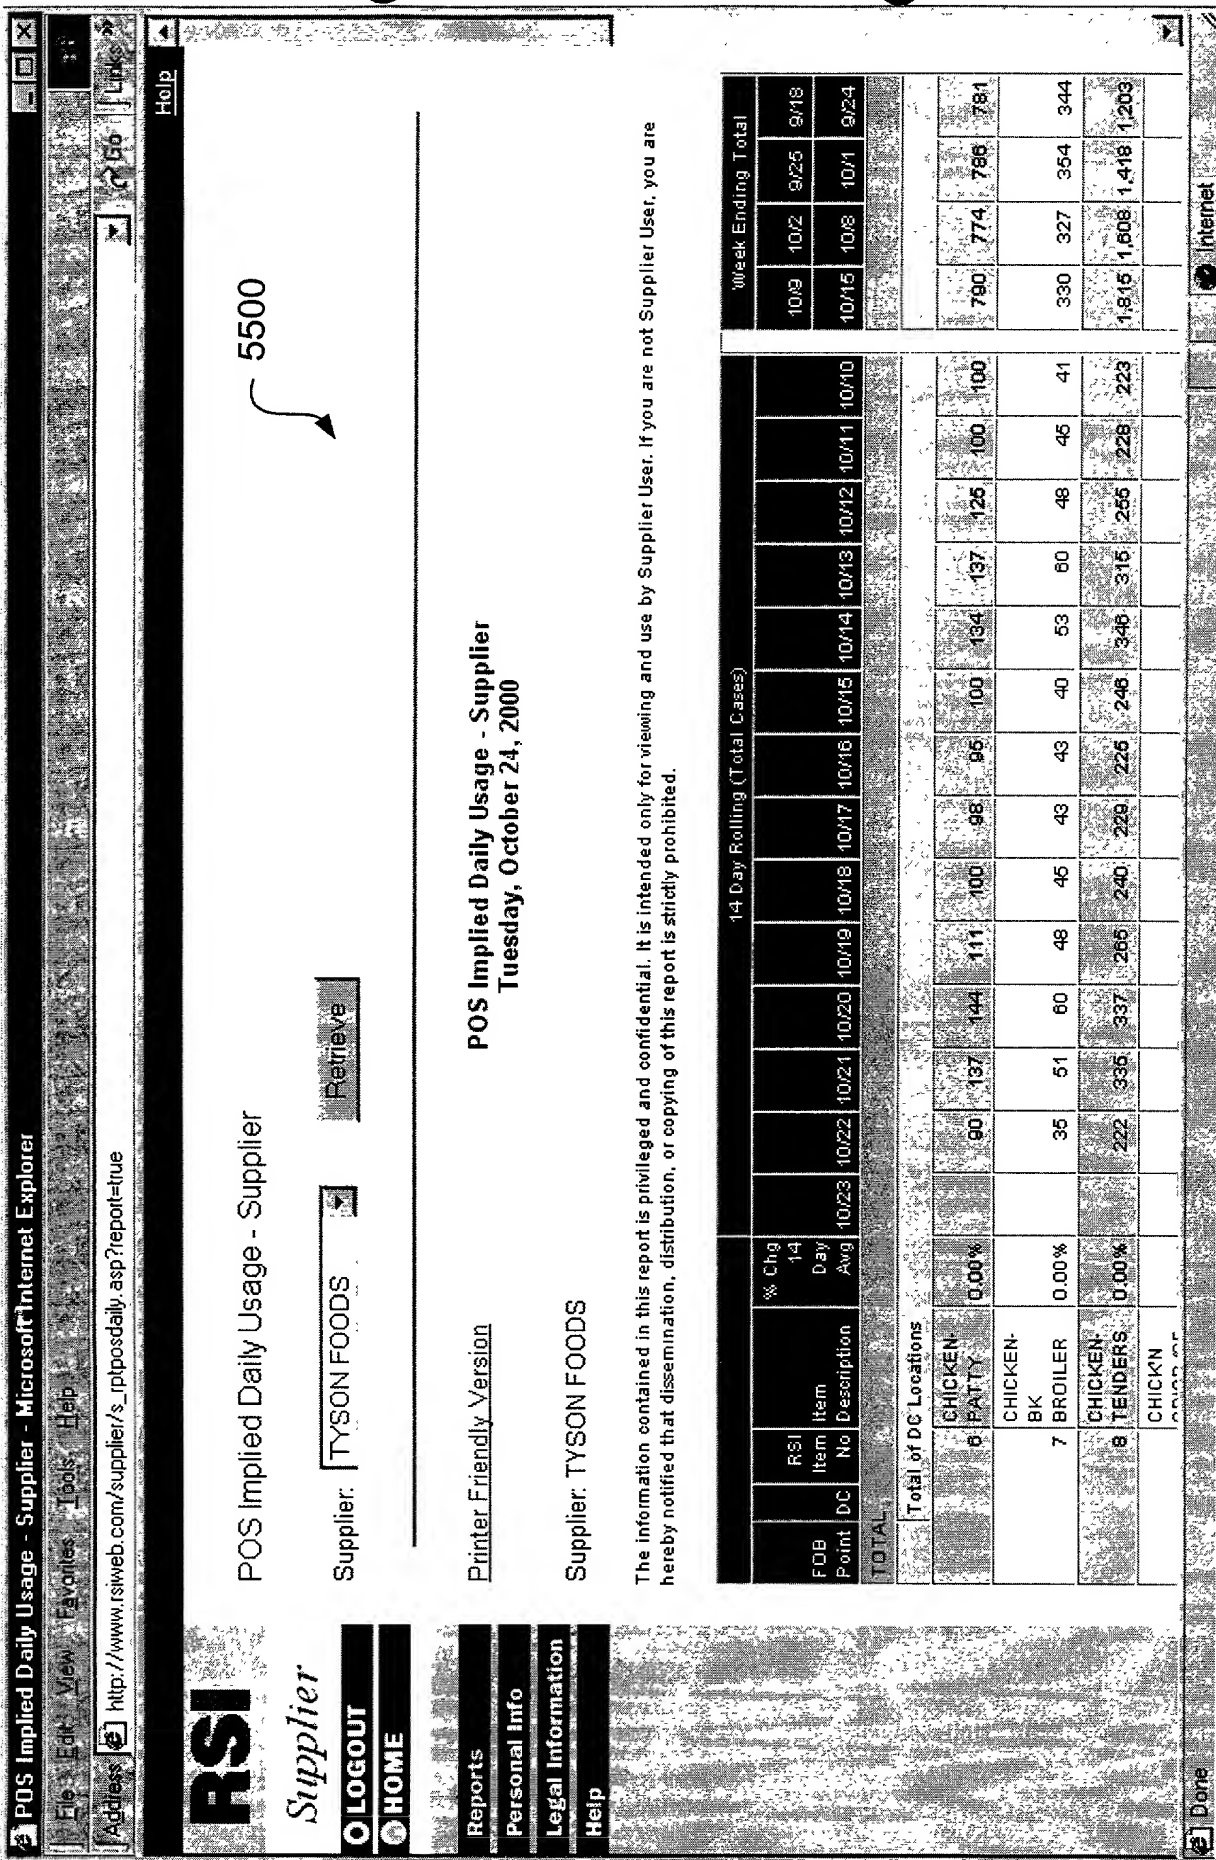 POS Implied Daily Usage - Supplier - Microsoft Internet Explorer
File Edit View Favorites Tools Help
Address http://www.rsiweb.com/supplier/s_rptposdaily.asp?report=true Go Links »
Help
RSI
Supplier
LOGOUT
HOME
Reports
Personal Info
Legal Information
Help
POS Implied Daily Usage - Supplier
5500
Supplier: TYSON FOODS Retrieve
Printer Friendly Version
POS Implied Daily Usage - Supplier
Tuesday, October 24, 2000
Supplier: TYSON FOODS
The information contained in this report is privileged and confidential. It is intended only for viewing and use by Supplier User. If you are not Supplier User, you are
hereby notified that dissemination, distribution, or copying of this report is strictly prohibited.
14 Day Rolling (Total Cases) Week Ending Total
% Chg 10/9 10/2 9/25 9/18
RSI 14
FOB Item Item Day
Point DC No Description Avg 10/23 10/22 10/21 10/20 10/19 10/18 10/17 10/16 10/15 10/14 10/13 10/12 10/11 10/10 10/15 10/8 10/1 9/24
TOTAL
Total of DC Locations
6 CHICKEN-PATTY 0.00% 90 137 144 111 100 98 95 100 134 137 125 100 100 790 774 786 781
7 CHICKEN-BK BROILER 0.00% 35 51 60 48 45 43 43 40 53 60 48 45 41 330 327 354 344
8 CHICKEN-TENDERS 0.00% 222 335 337 265 240 229 225 246 346 315 255 228 223 1,815 1,608 1,418 1,203
CHICK'N
Done Internet